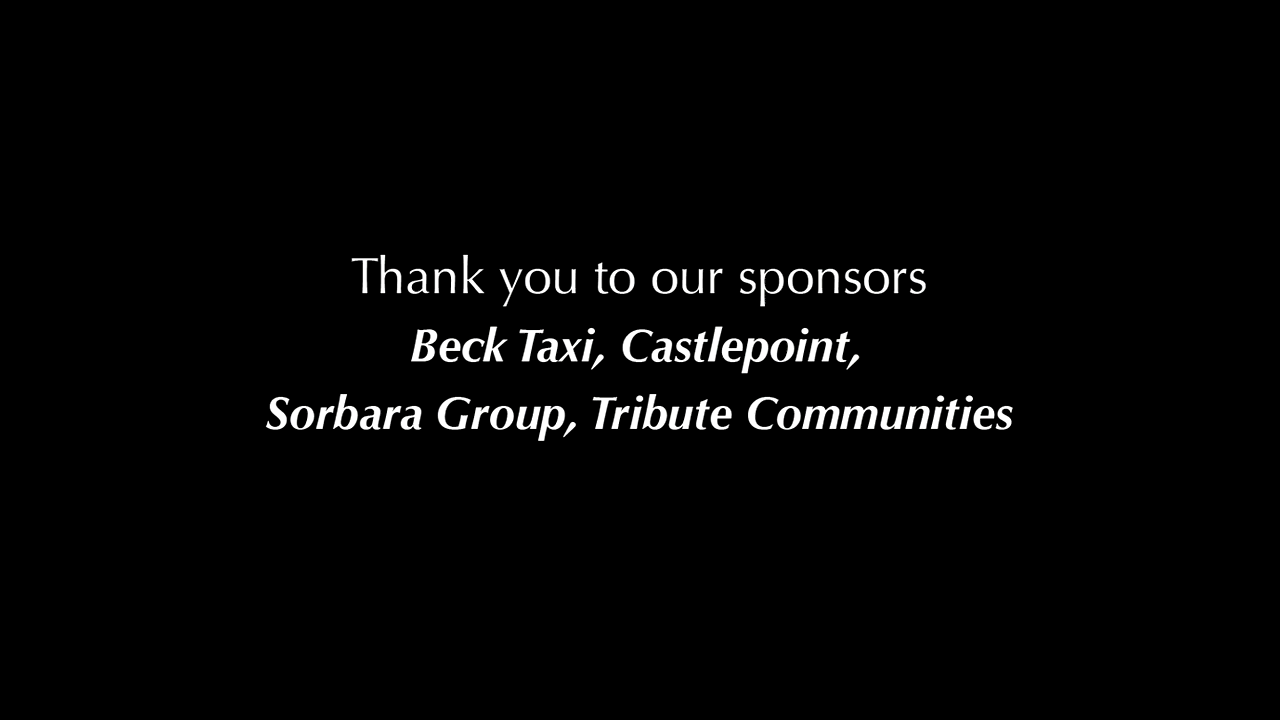 Thank you to our sponsors
Beck Taxi, Castlepoint,
Sorbara Group, Tribute Communities